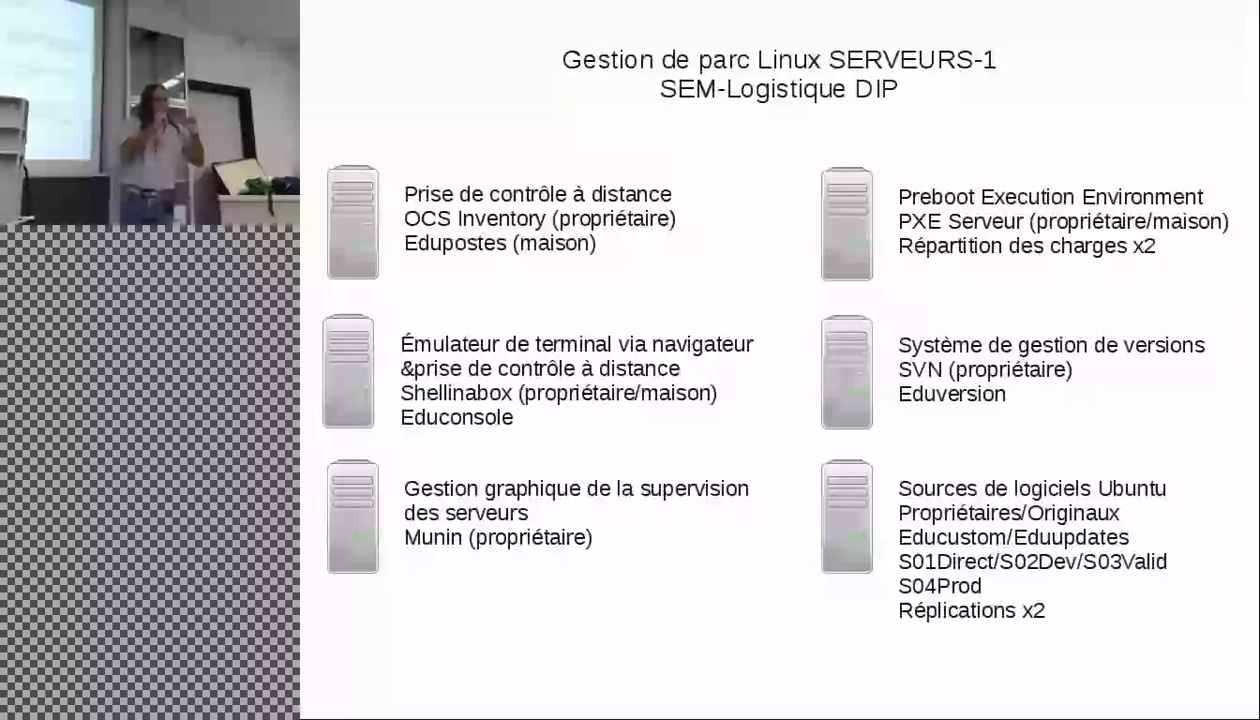 Gestion de parc Linux SERVEURS-1
SEM-Logistique DIP
Prise de contrôle à distance
OCS Inventory (propriétaire)
Edupostes (maison)
Émulateur de terminal via navigateur
&prise de contrôle à distance
Shellinabox (propriétaire/maison)
Educonsole
Gestion graphique de la supervision
des serveurs
Munin (propriétaire)
Preboot Execution Environment
PXE Serveur (propriétaire/maison)
Répartition des charges x2
Système de gestion de versions
SVN (propriétaire)
Eduversion
Sources de logiciels Ubuntu
Propriétaires/Originaux
Educustom/Eduupdates
S01Direct/S02Dev/S03Valid
S04Prod
Réplications x2